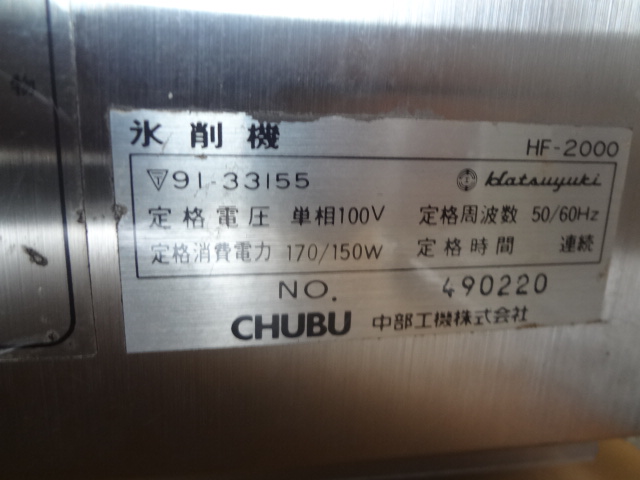 物
氷削機 HF-2000
▽91-33155 Hatsuyuki
定格電圧 単相100V 定格周波数 50/60Hz
定格消費電力 170/150W 定格時間 連続
NO. 490220
CHUBU 中部工機株式会社